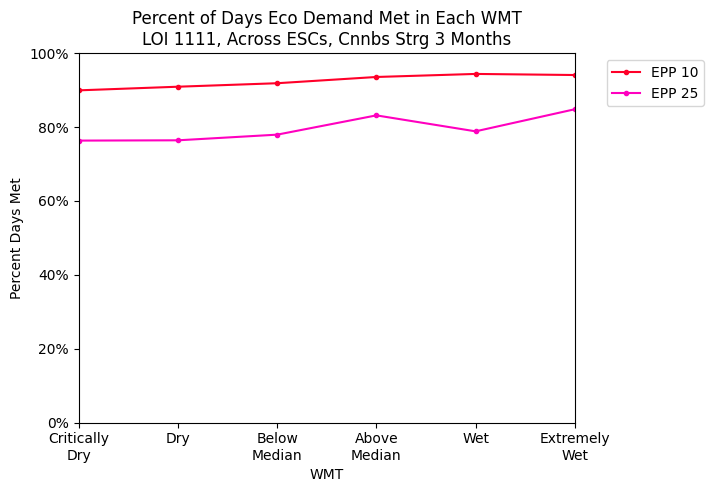 Percent of Days Eco Demand Met in Each WMT
LOI 1111, Across ESCs, Cnnbs Strg 3 Months
EPP 10
EPP 25
Percent Days Met
100%
80%
60%
40%
20%
0%
Critically
Dry
Dry
Below
Median
Above
Median
Wet
Extremely
Wet
WMT